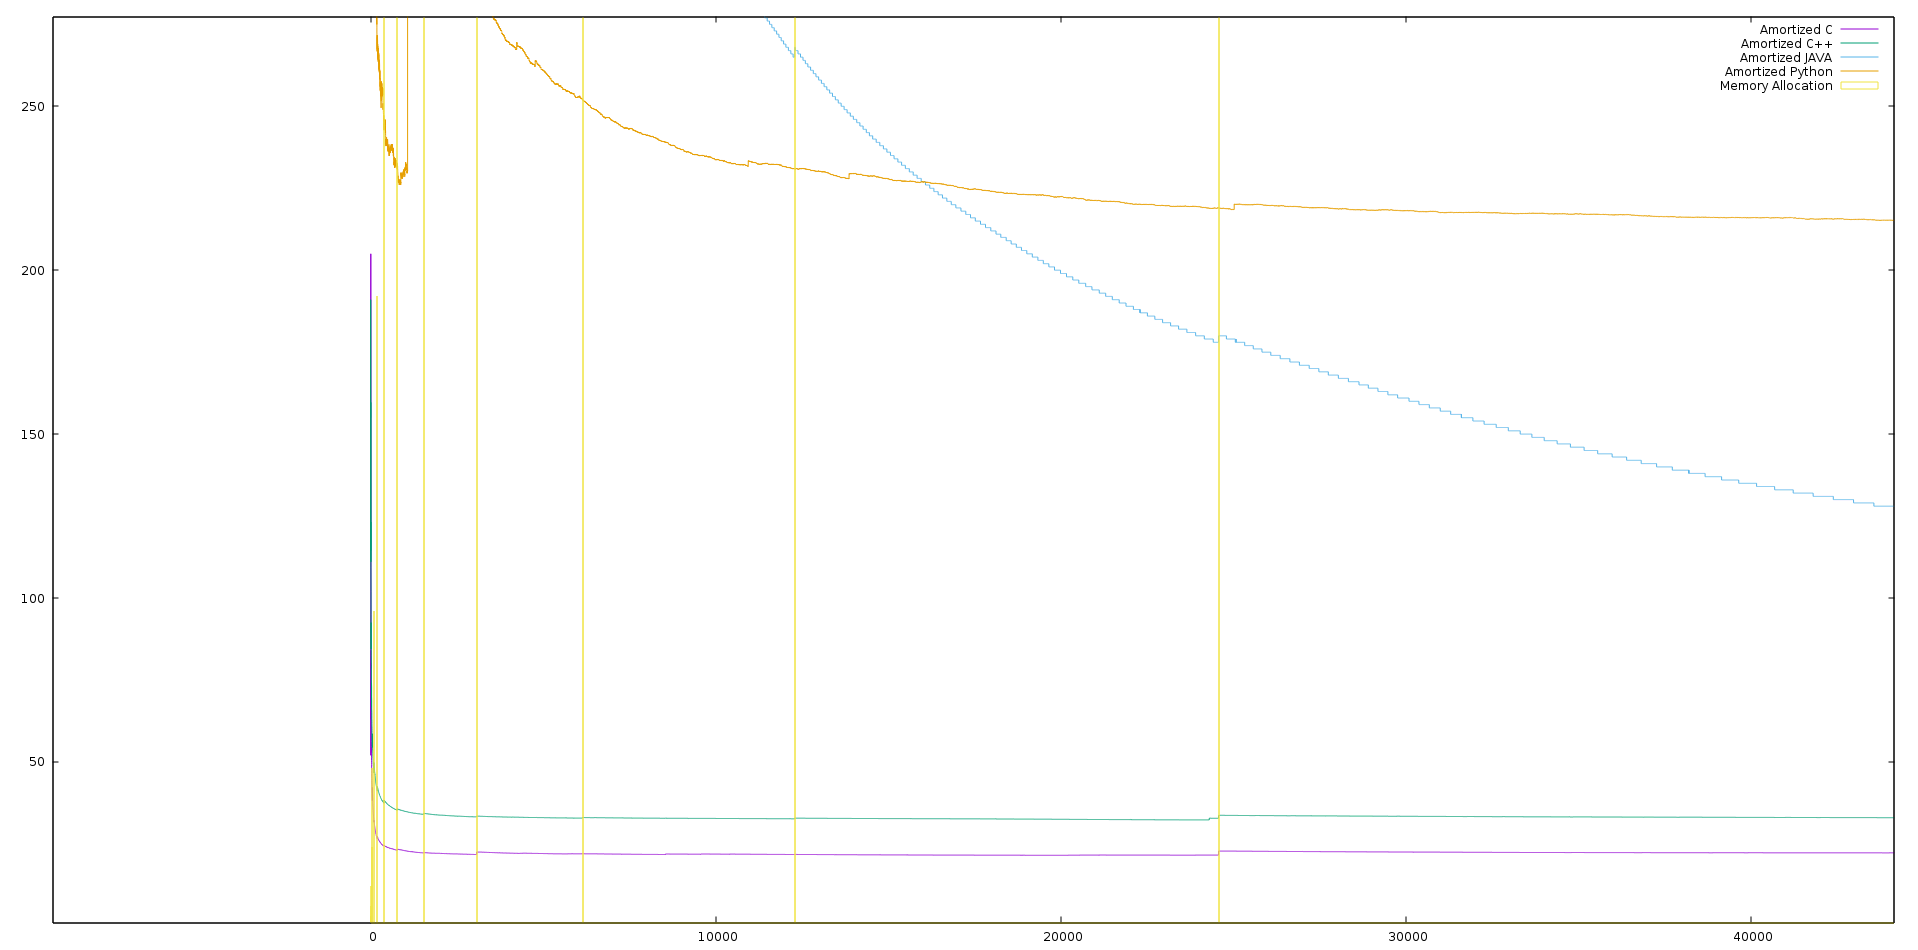 Amortized C
Amortized C++
Amortized JAVA
Amortized Python
Memory Allocation
250
200
150
100
50
0 10000 20000 30000 40000